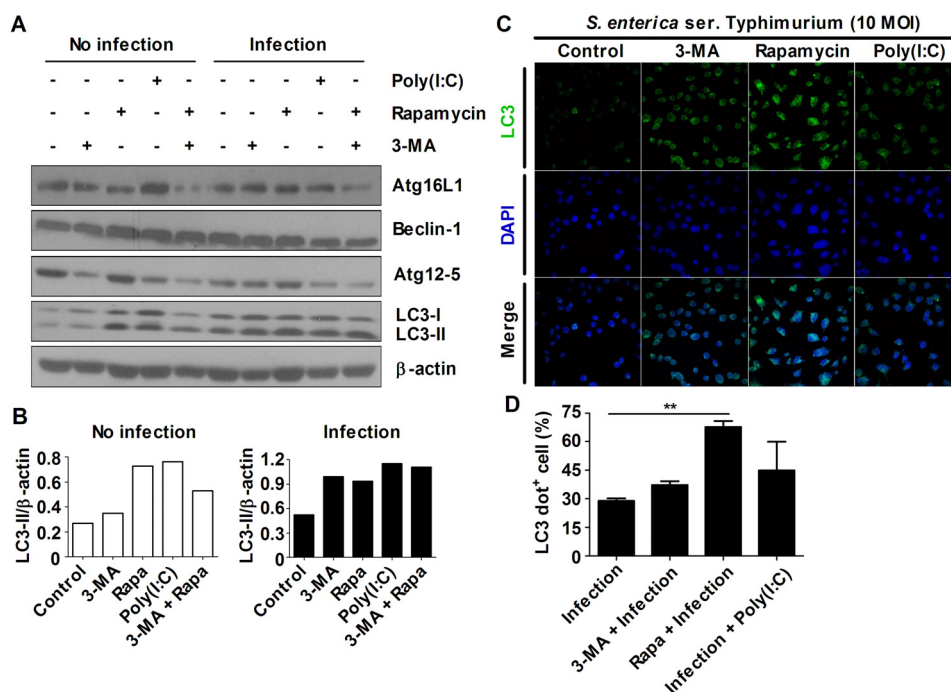 A
No infection Infection
- - - + - - - - + - Poly(I:C)
- - + - + - - + - + Rapamycin
- + - - + - + - - + 3-MA
Atg16L1
Beclin-1
Atg12-5
LC3-I
LC3-II
β-actin
B
No infection
LC3-II/β-actin
0.8
0.6
0.4
0.2
0
Control
3-MA
Rapa
Poly(I:C)
3-MA + Rapa
Infection
LC3-II/β-actin
1.2
0.9
0.6
0.3
0
Control
3-MA
Rapa
Poly(I:C)
3-MA + Rapa
C
S. enterica ser. Typhimurium (10 MOI)
Control 3-MA Rapamycin Poly(I:C)
LC3
DAPI
Merge
D
LC3 dot⁺ cell (%)
75
60
45
30
15
0
**
Infection
3-MA + Infection
Rapa + Infection
Infection + Poly(I:C)